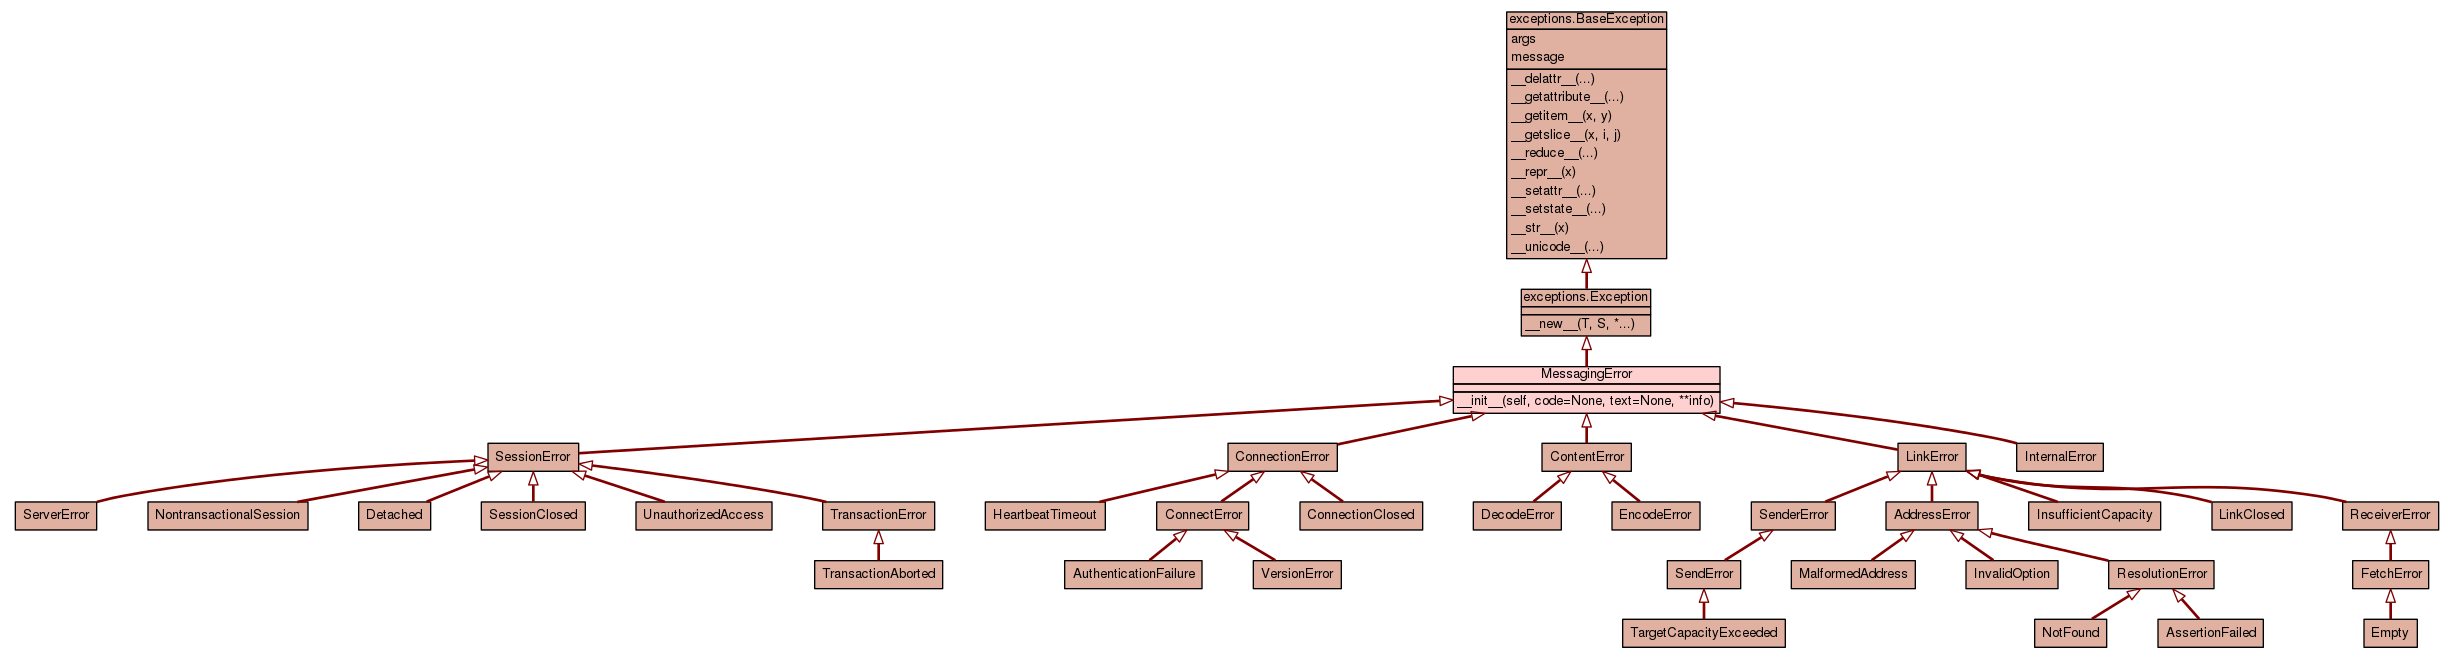 exceptions.BaseException
args
message
__delattr__(...)
__getattribute__(...)
__getitem__(x, y)
__getslice__(x, i, j)
__reduce__(...)
__repr__(x)
__setattr__(...)
__setstate__(...)
__str__(x)
__unicode__(...)
exceptions.Exception
__new__(T, S, *...)
MessagingError
__init__(self, code=None, text=None, **info)
SessionError
ConnectionError
ContentError
LinkError
InternalError
ServerError
NontransactionalSession
Detached
SessionClosed
UnauthorizedAccess
TransactionError
HeartbeatTimeout
ConnectError
ConnectionClosed
DecodeError
EncodeError
SenderError
AddressError
InsufficientCapacity
LinkClosed
ReceiverError
TransactionAborted
AuthenticationFailure
VersionError
SendError
MalformedAddress
InvalidOption
ResolutionError
FetchError
TargetCapacityExceeded
NotFound
AssertionFailed
Empty